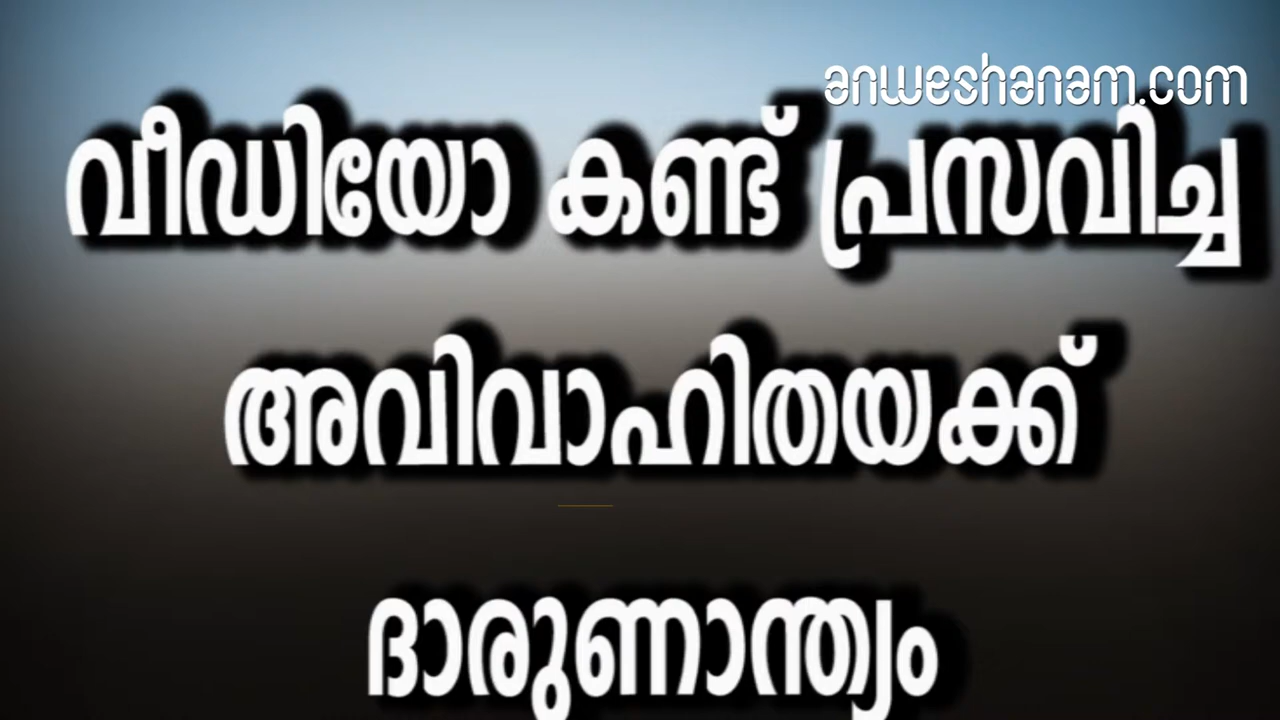 anweshanam.com
വീഡിയോ കണ്ട് പ്രസവിച്ച
അവിവാഹിതയക്ക്
ദാരുണാന്ത്യം